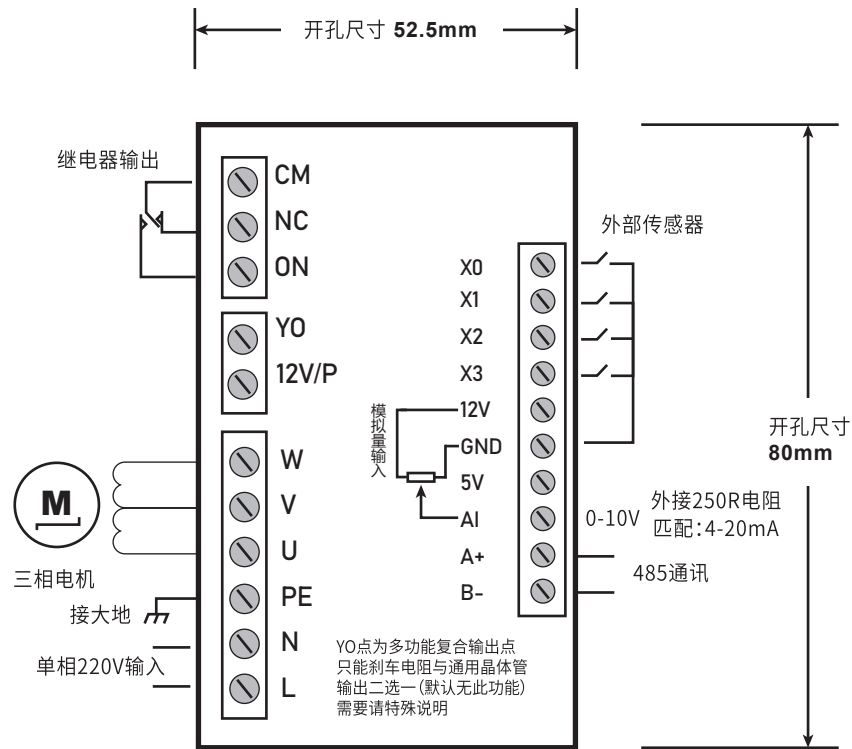 开孔尺寸 52.5mm
继电器输出
CM
NC
ON
YO
12V/P
外部传感器
X0
X1
X2
X3
12V
GND
5V
AI
A+
B-
模拟量输入
开孔尺寸
80mm
0-10V
外接250R电阻
匹配:4-20mA
485通讯
W
V
U
PE
N
L
M
三相电机
接大地
单相220V输入
YO点为多功能复合输出点
只能刹车电阻与通用晶体管
输出二选一(默认无此功能)
需要请特殊说明